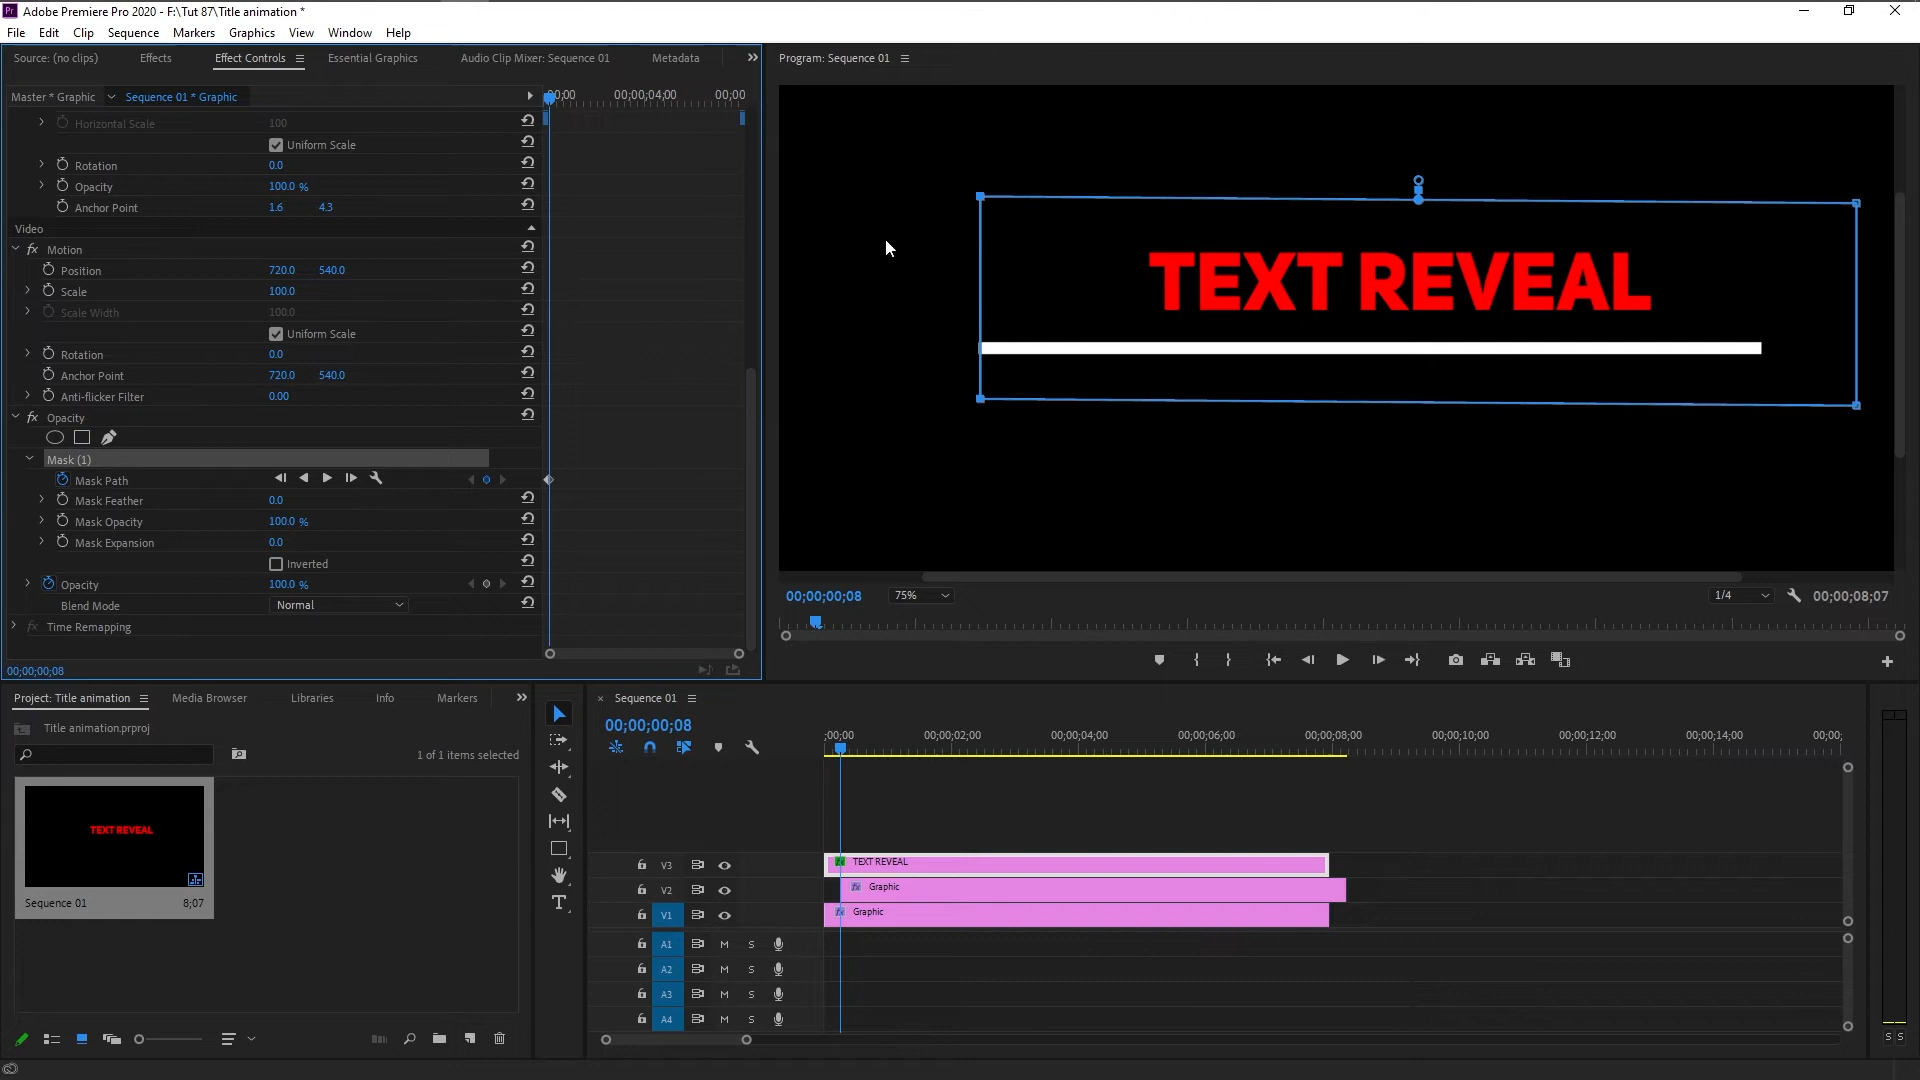 Pr Adobe Premiere Pro 2020 - F:\Tut 87\Title animation *
File Edit Clip Sequence Markers Graphics View Window Help
Source: (no clips) Effects Effect Controls Essential Graphics Audio Clip Mixer: Sequence 01 Metadata
Program: Sequence 01
Master * Graphic Sequence 01 * Graphic
00;00 00;00;04;00 00;00
Horizontal Scale 100
Uniform Scale
Rotation 0.0
Opacity 100.0 %
Anchor Point 1.6 4.3
Video
fx Motion
Position 720.0 540.0
Scale 100.0
Scale Width 100.0
Uniform Scale
Rotation 0.0
Anchor Point 720.0 540.0
Anti-flicker Filter 0.00
fx Opacity
Mask (1)
Mask Path
Mask Feather 0.0
Mask Opacity 100.0 %
Mask Expansion 0.0
Inverted
Opacity 100.0 %
Blend Mode Normal
fx Time Remapping
00;00;00;08
TEXT REVEAL
00;00;00;08 75% 1/4 00;00;08;07
Project: Title animation Media Browser Libraries Info Markers
Title animation.prproj
1 of 1 items selected
TEXT REVEAL
Sequence 01 8;07
× Sequence 01
00;00;00;08
;00;00 00;00;02;00 00;00;04;00 00;00;06;00 00;00;08;00 00;00;10;00 00;00;12;00 00;00;14;00 00;00;
V3 fx TEXT REVEAL
V2 fx Graphic
V1 fx Graphic
A1 M S
A2 M S
A3 M S
A4 M S
S S